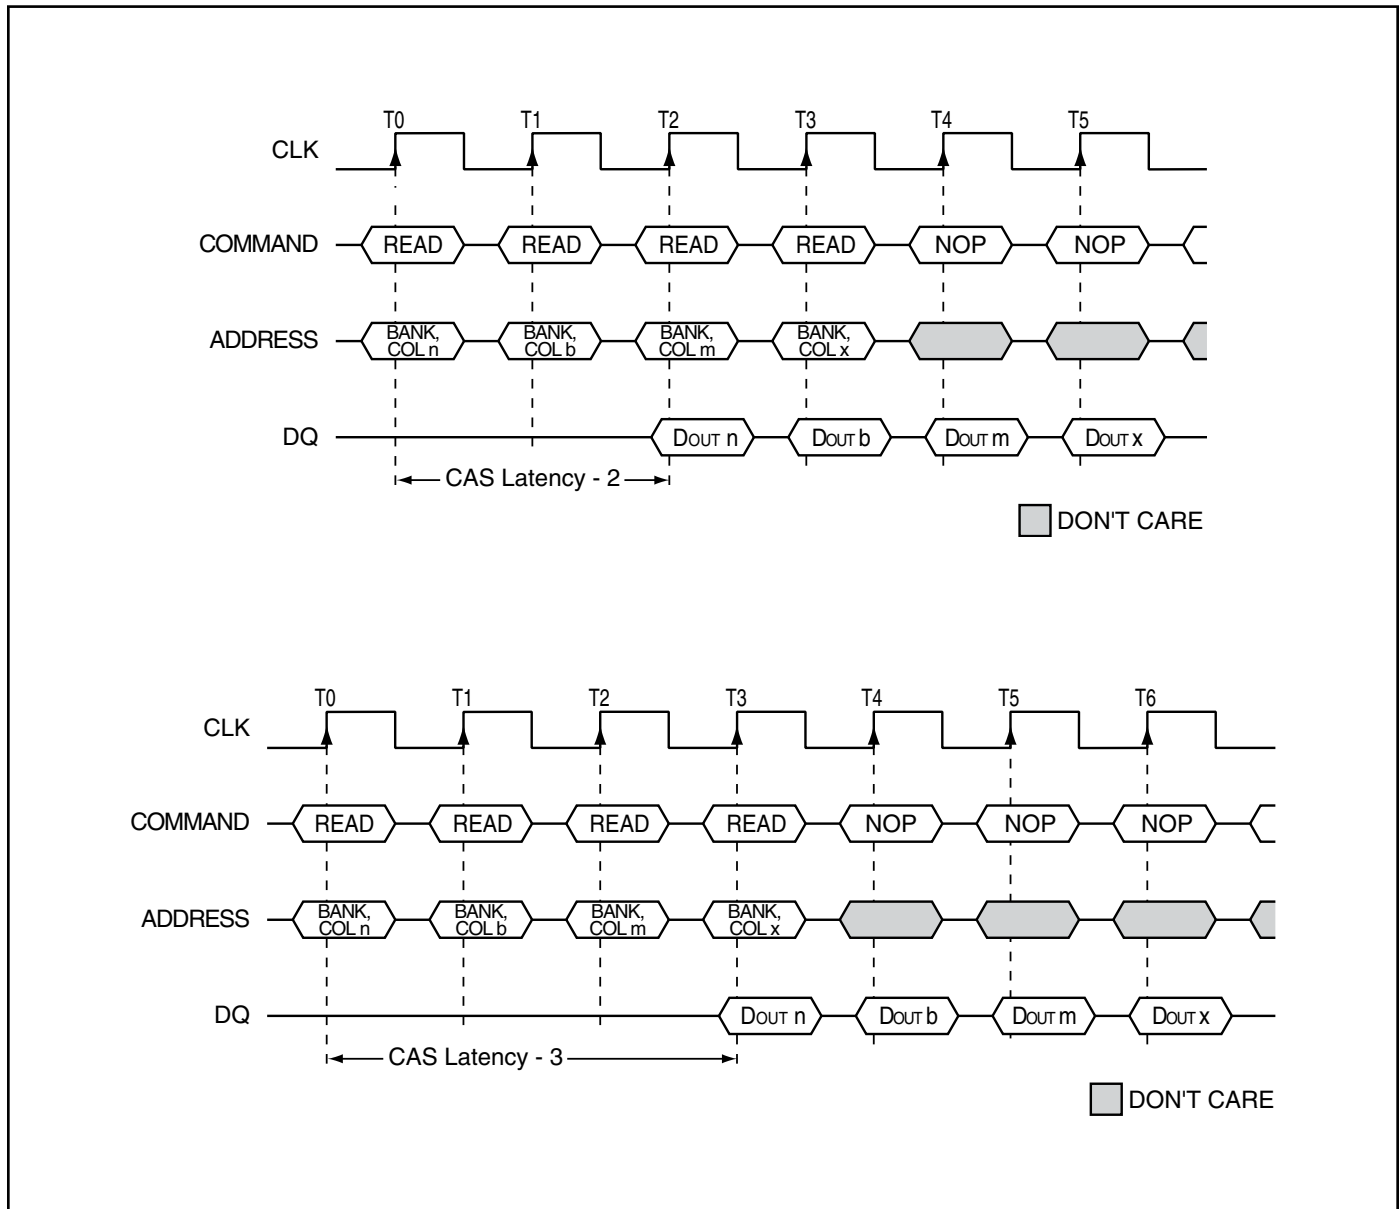 T0 T1 T2 T3 T4 T5
CLK
COMMAND READ READ READ READ NOP NOP
ADDRESS BANK, COL n BANK, COL b BANK, COL m BANK, COL x
DQ DOUT n DOUT b DOUT m DOUT x
CAS Latency - 2
DON'T CARE
T0 T1 T2 T3 T4 T5 T6
CLK
COMMAND READ READ READ READ NOP NOP NOP
ADDRESS BANK, COL n BANK, COL b BANK, COL m BANK, COL x
DQ DOUT n DOUT b DOUT m DOUT x
CAS Latency - 3
DON'T CARE